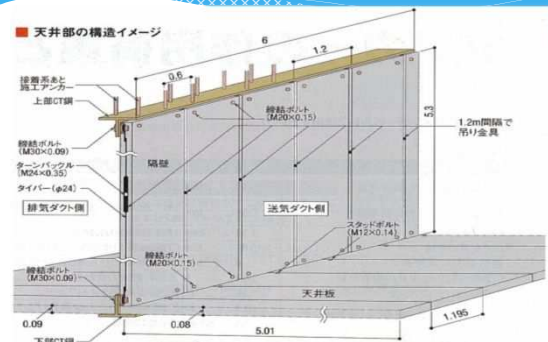 ■ 天井部の構造イメージ
6
1.2
0.6
接着系あと
施工アンカー
上部CT鋼
5.3
締結ボルト
(M20×0.15)
締結ボルト
(M30×0.09)
1.2m間隔で
吊り金具
隔壁
ターンバックル
(M24×0.35)
タイバー(φ24)
排気ダクト側
送気ダクト側
スタッドボルト
(M12×0.14)
締結ボルト
(M20×0.15)
締結ボルト
(M30×0.09)
天井板
0.09
0.08
5.01
1.195
下部CT鋼